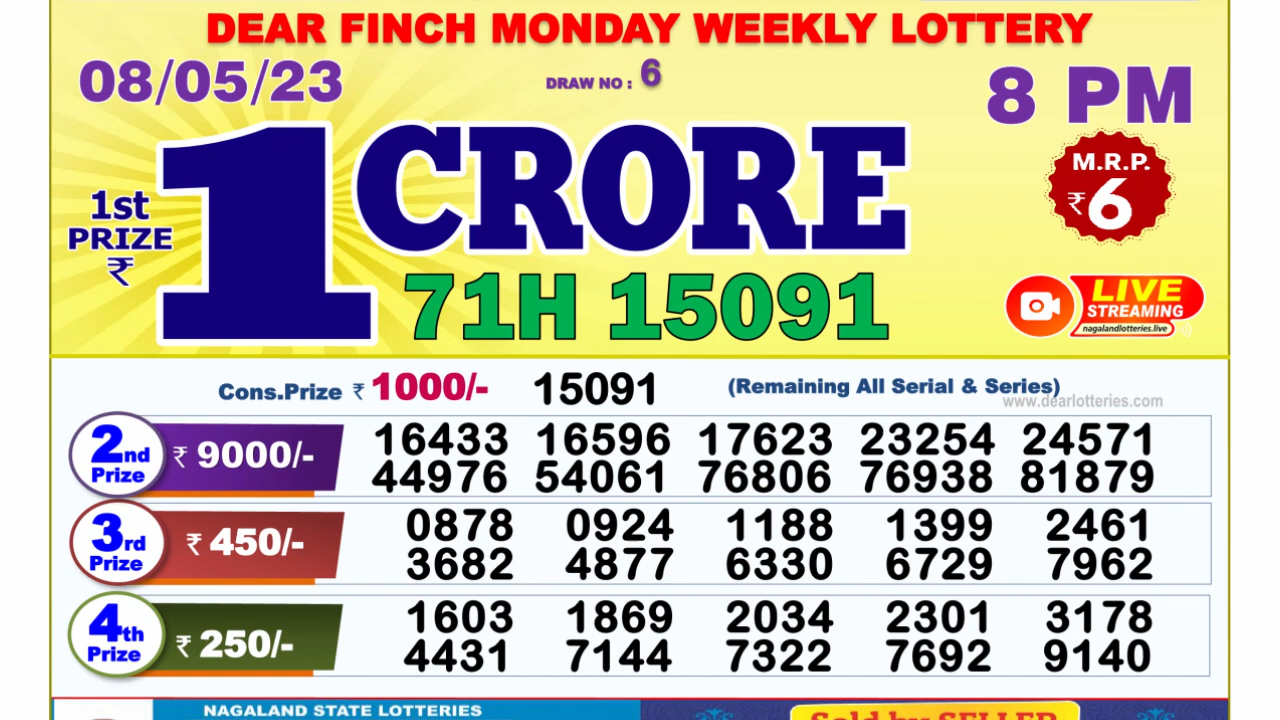 DEAR FINCH MONDAY WEEKLY LOTTERY
08/05/23
DRAW NO : 6
8 PM
M.R.P.
₹ 6
1st
PRIZE
₹
1 CRORE
71H 15091
LIVE
STREAMING
nagalandlotteries.live
Cons.Prize ₹ 1000/- 15091 (Remaining All Serial & Series)
www.dearlotteries.com
2nd Prize ₹ 9000/-
16433 16596 17623 23254 24571
44976 54061 76806 76938 81879
3rd Prize ₹ 450/-
0878 0924 1188 1399 2461
3682 4877 6330 6729 7962
4th Prize ₹ 250/-
1603 1869 2034 2301 3178
4431 7144 7322 7692 9140
NAGALAND STATE LOTTERIES
Sold by SELLER